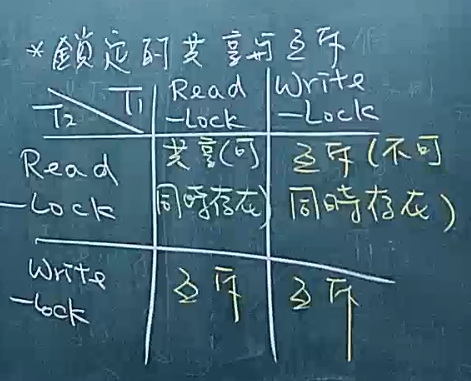 *鎖定的共享与互斥
T2 T1 Read -Lock Write -Lock
Read -Lock 共享(可同時存在) 互斥(不可同時存在)
Write -lock 互斥 互斥